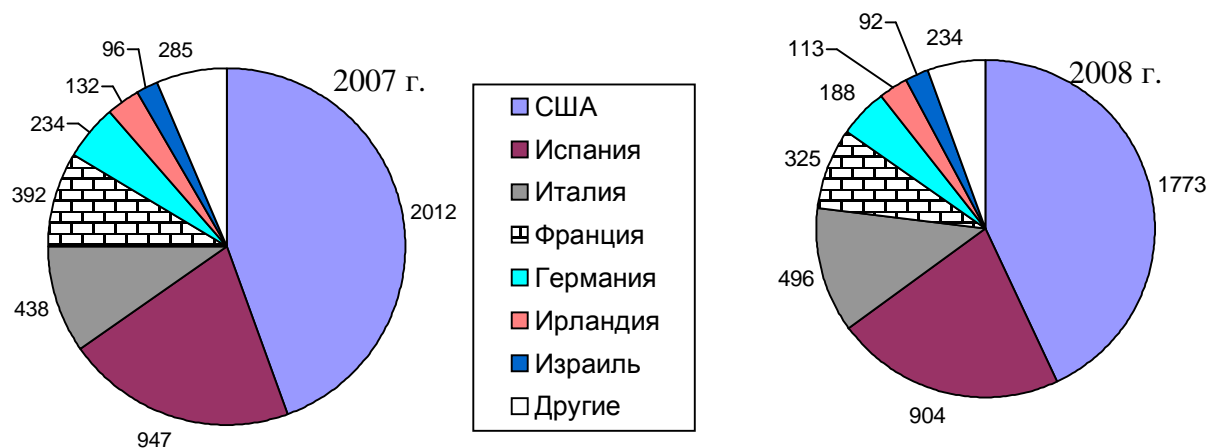 2007 г.
96
285
132
234
392
438
947
2012
США
Испания
Италия
Франция
Германия
Ирландия
Израиль
Другие
2008 г.
92
234
113
188
325
496
904
1773